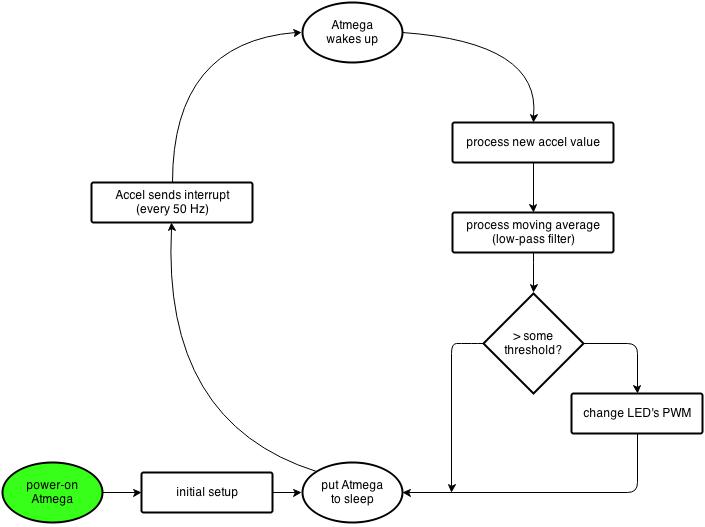 Atmega
wakes up
process new accel value
Accel sends interrupt
(every 50 Hz)
process moving average
(low-pass filter)
> some
threshold?
change LED's PWM
power-on
Atmega
initial setup
put Atmega
to sleep